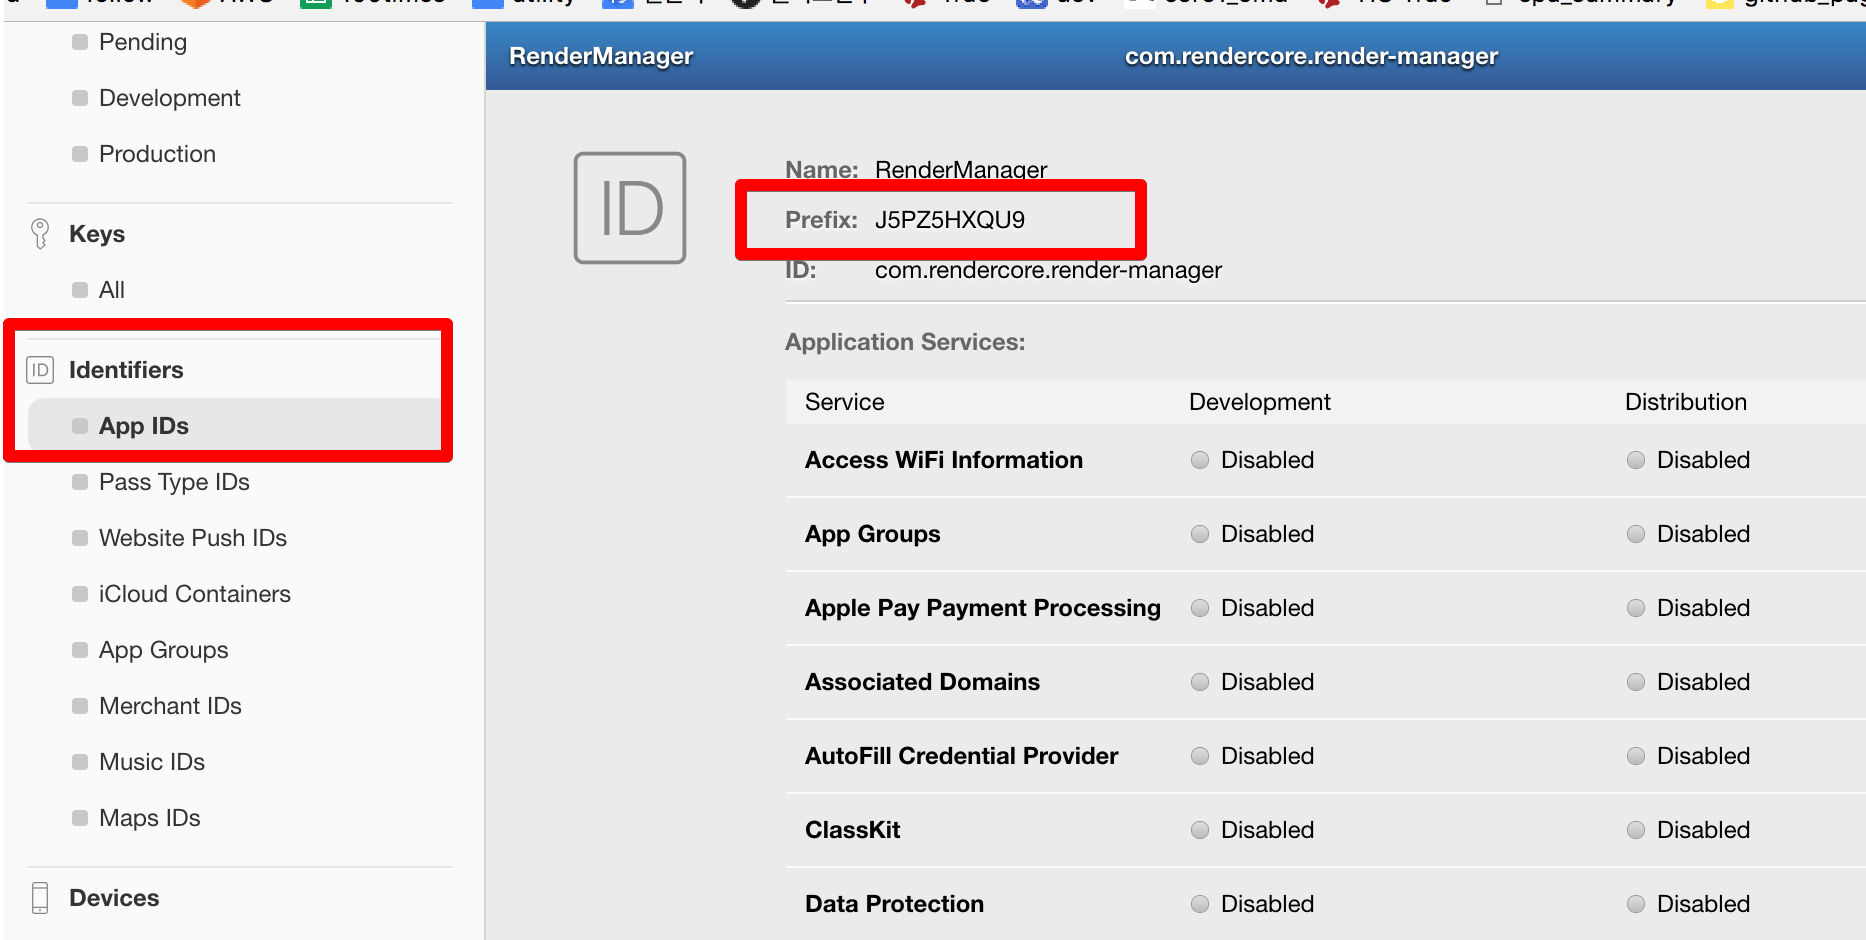 Pending
Development
Production
Keys
All
ID Identifiers
App IDs
Pass Type IDs
Website Push IDs
iCloud Containers
App Groups
Merchant IDs
Music IDs
Maps IDs
Devices
RenderManager com.rendercore.render-manager
ID
Name: RenderManager
Prefix: J5PZ5HXQU9
ID: com.rendercore.render-manager
Application Services:
Service Development Distribution
Access WiFi Information Disabled Disabled
App Groups Disabled Disabled
Apple Pay Payment Processing Disabled Disabled
Associated Domains Disabled Disabled
AutoFill Credential Provider Disabled Disabled
ClassKit Disabled Disabled
Data Protection Disabled Disabled